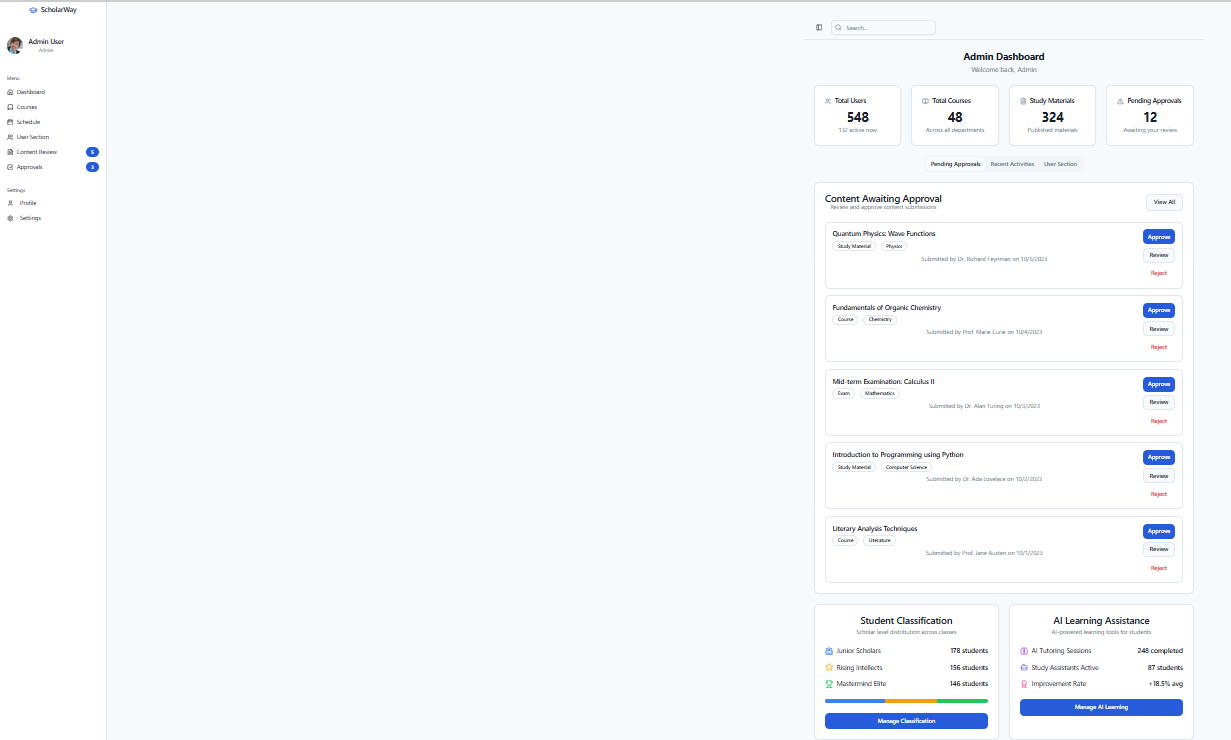 ScholarWay
Admin User
Admin
Menu
Dashboard
Courses
Schedule
User Section
Content Review 5
Approvals 3
Settings
Profile
Settings
Search...
Admin Dashboard
Welcome back, Admin
Total Users
548
132 active now
Total Courses
48
Across all departments
Study Materials
324
Published materials
Pending Approvals
12
Awaiting your review
Pending Approvals Recent Activities User Section
Content Awaiting Approval
Review and approve content submissions
View All
Quantum Physics: Wave Functions
Study Material Physics
Submitted by Dr. Richard Feynman on 10/5/2023
Approve
Review
Reject
Fundamentals of Organic Chemistry
Course Chemistry
Submitted by Prof. Marie Curie on 10/4/2023
Approve
Review
Reject
Mid-term Examination: Calculus II
Exam Mathematics
Submitted by Dr. Alan Turing on 10/3/2023
Approve
Review
Reject
Introduction to Programming using Python
Study Material Computer Science
Submitted by Dr. Ada Lovelace on 10/2/2023
Approve
Review
Reject
Literary Analysis Techniques
Course Literature
Submitted by Prof. Jane Austen on 10/1/2023
Approve
Review
Reject
Student Classification
Scholar level distribution across classes
Junior Scholars 178 students
Rising Intellects 156 students
Mastermind Elite 146 students
Manage Classification
AI Learning Assistance
AI-powered learning tools for students
AI Tutoring Sessions 248 completed
Study Assistants Active 87 students
Improvement Rate +18.5% avg
Manage AI Learning